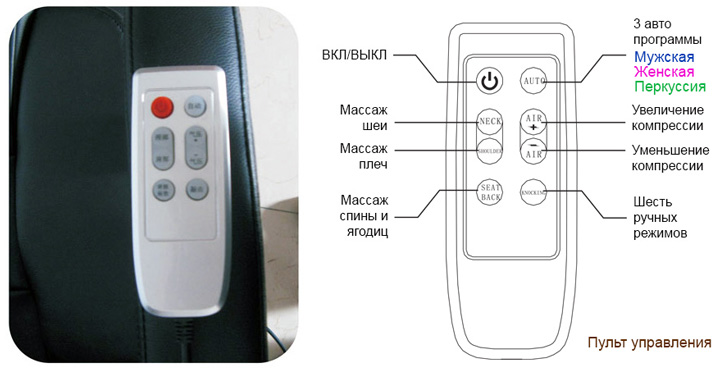 ВКЛ/ВЫКЛ
Массаж
шеи
Массаж
плеч
Массаж
спины и
ягодиц
AUTO
NECK
AIR
+
SHOULDER
−
AIR
SEAT
BACK
KNOCKING
3 авто
программы
Мужская
Женская
Перкуссия
Увеличение
компрессии
Уменьшение
компрессии
Шесть
ручных
режимов
Пульт управления